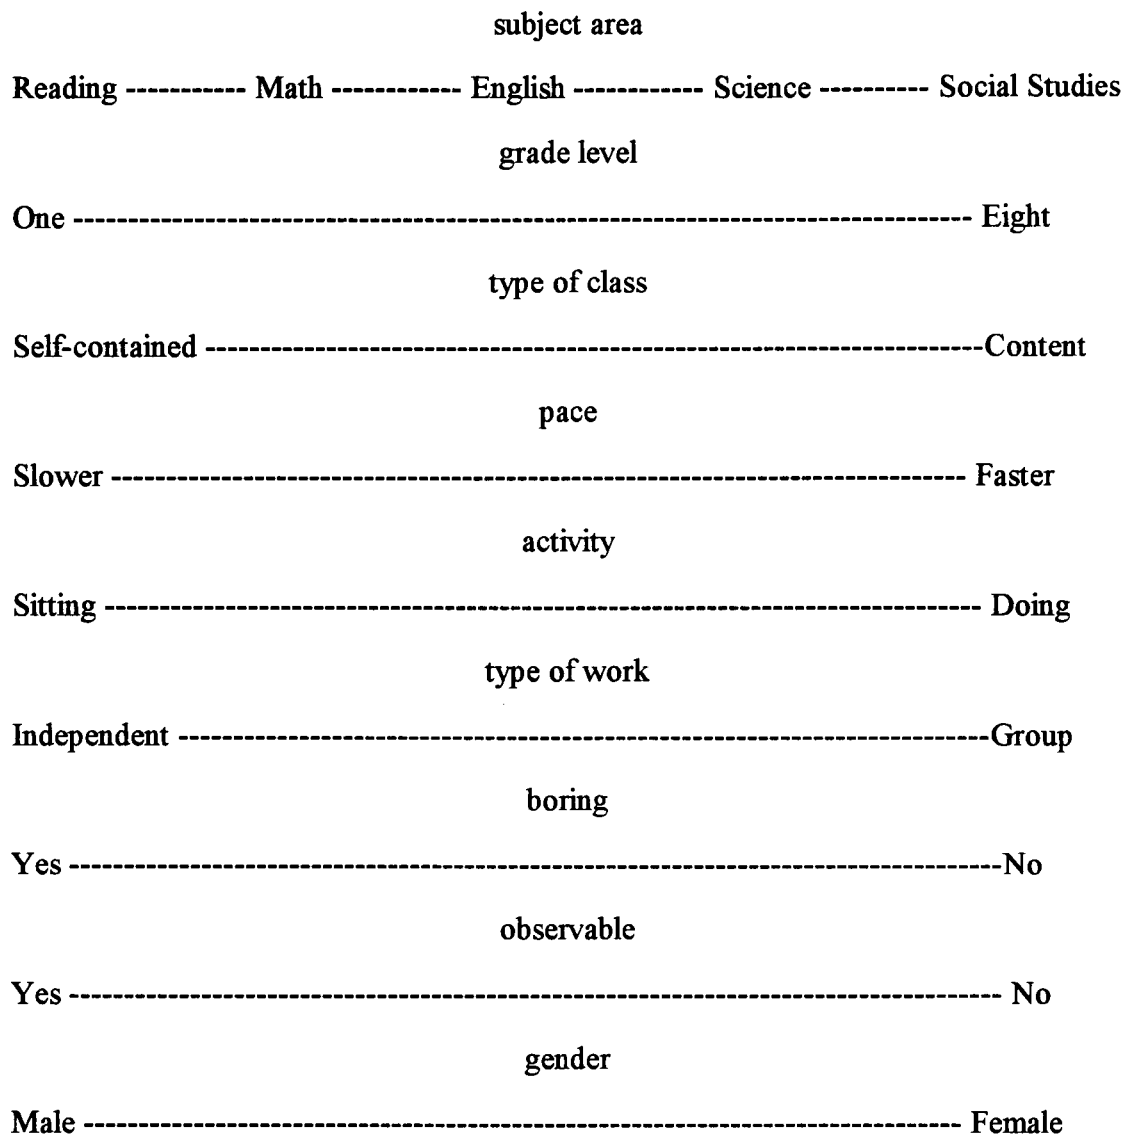 subject area
Reading ----------- Math ------------ English ------------ Science ---------- Social Studies
grade level
One ---------------------------------------------------------------------------------- Eight
type of class
Self-contained -----------------------------------------------------------------------Content
pace
Slower ------------------------------------------------------------------------------ Faster
activity
Sitting -------------------------------------------------------------------------------- Doing
type of work
Independent --------------------------------------------------------------------------Group
boring
Yes -------------------------------------------------------------------------------------No
observable
Yes ------------------------------------------------------------------------------------- No
gender
Male -------------------------------------------------------------------------------- Female